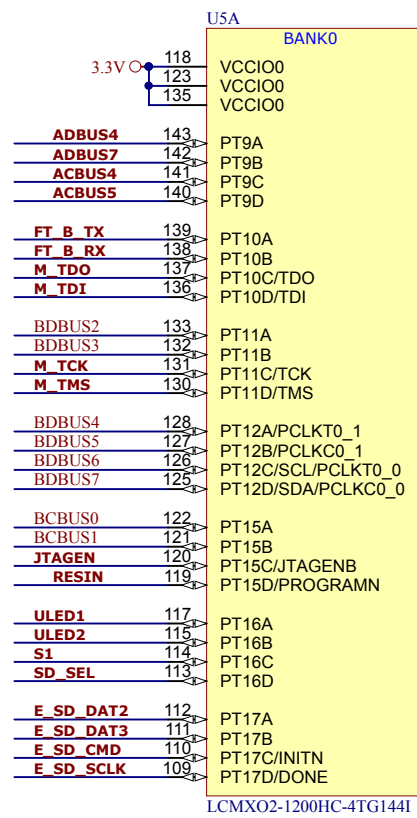 U5A
BANK0
3.3V 118 VCCIO0
123 VCCIO0
135 VCCIO0
ADBUS4 143 PT9A
ADBUS7 142 PT9B
ACBUS4 141 PT9C
ACBUS5 140 PT9D
FT_B_TX 139 PT10A
FT_B_RX 138 PT10B
M_TDO 137 PT10C/TDO
M_TDI 136 PT10D/TDI
BDBUS2 133 PT11A
BDBUS3 132 PT11B
M_TCK 131 PT11C/TCK
M_TMS 130 PT11D/TMS
BDBUS4 128 PT12A/PCLKT0_1
BDBUS5 127 PT12B/PCLKC0_1
BDBUS6 126 PT12C/SCL/PCLKT0_0
BDBUS7 125 PT12D/SDA/PCLKC0_0
BCBUS0 122 PT15A
BCBUS1 121 PT15B
JTAGEN 120 PT15C/JTAGENB
RESIN 119 PT15D/PROGRAMN
ULED1 117 PT16A
ULED2 115 PT16B
S1 114 PT16C
SD_SEL 113 PT16D
E_SD_DAT2 112 PT17A
E_SD_DAT3 111 PT17B
E_SD_CMD 110 PT17C/INITN
E_SD_SCLK 109 PT17D/DONE
LCMXO2-1200HC-4TG144I